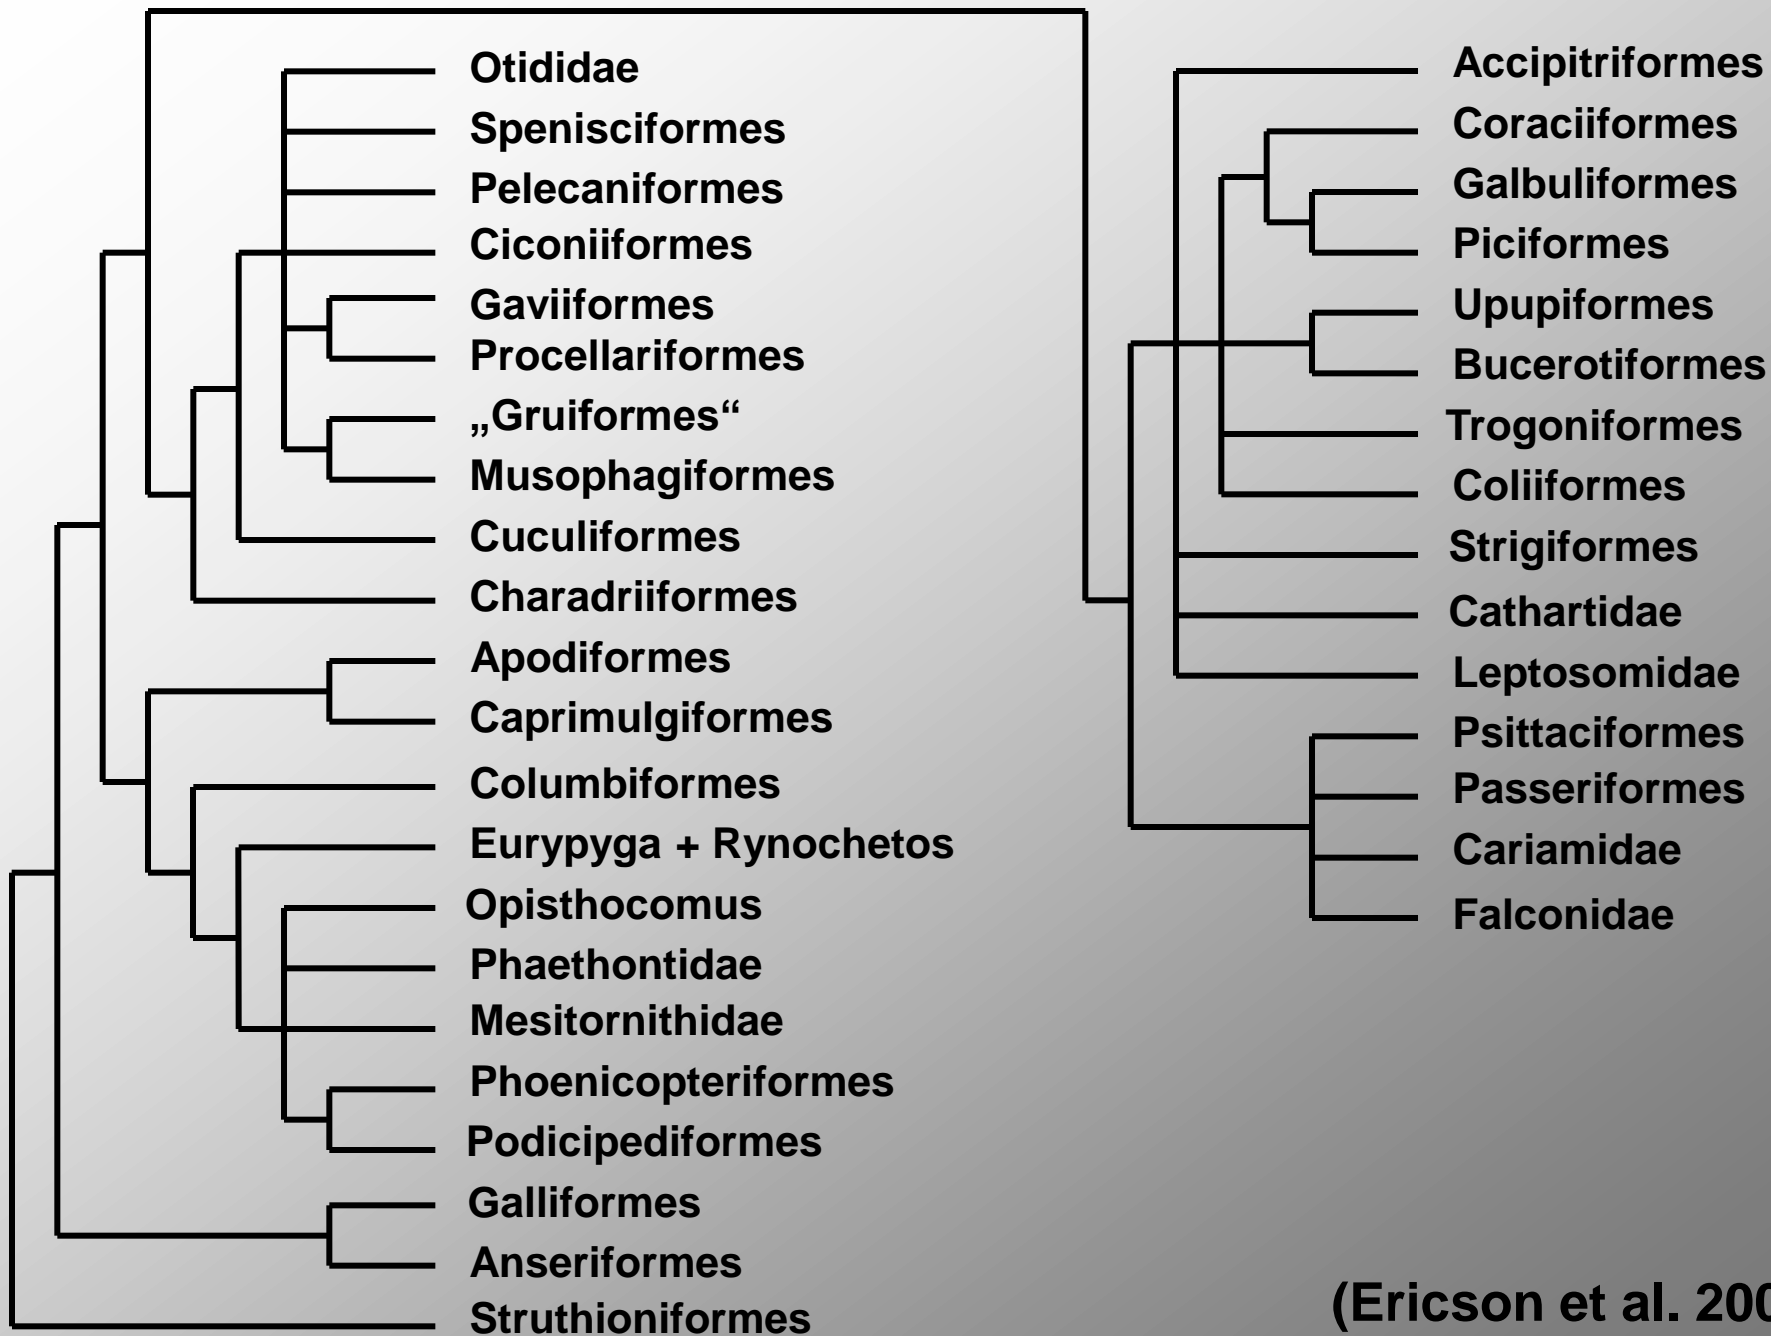 Otididae
Spenisciformes
Pelecaniformes
Ciconiiformes
Gaviiformes
Procellariformes
„Gruiformes“
Musophagiformes
Cuculiformes
Charadriiformes
Apodiformes
Caprimulgiformes
Columbiformes
Eurypyga + Rynochetos
Opisthocomus
Phaethontidae
Mesitornithidae
Phoenicopteriformes
Podicipediformes
Galliformes
Anseriformes
Struthioniformes
Accipitriformes
Coraciiformes
Galbuliformes
Piciformes
Upupiformes
Bucerotiformes
Trogoniformes
Coliiformes
Strigiformes
Cathartidae
Leptosomidae
Psittaciformes
Passeriformes
Cariamidae
Falconidae
(Ericson et al. 200